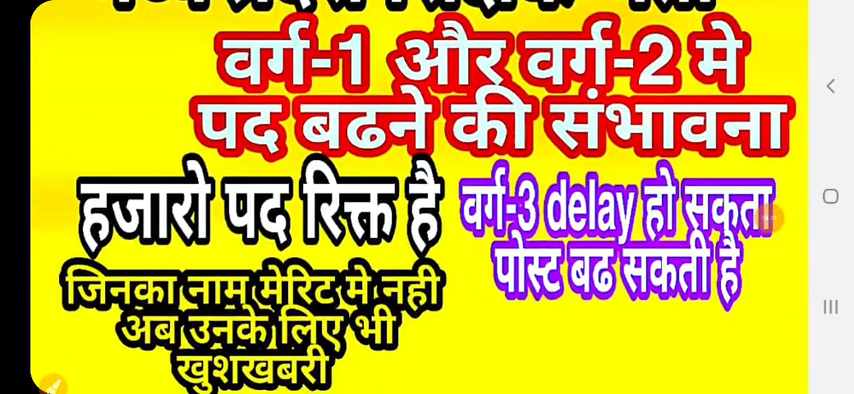 वर्ग-1 और वर्ग-2 मे
पद बढने की संभावना
हजारो पद रिक्त है
वर्ग-3 delay हो सकता
पोस्ट बढ सकती है
जिनका नाम मेरिट मे नही
अब उनके लिए भी
खुशखबरी